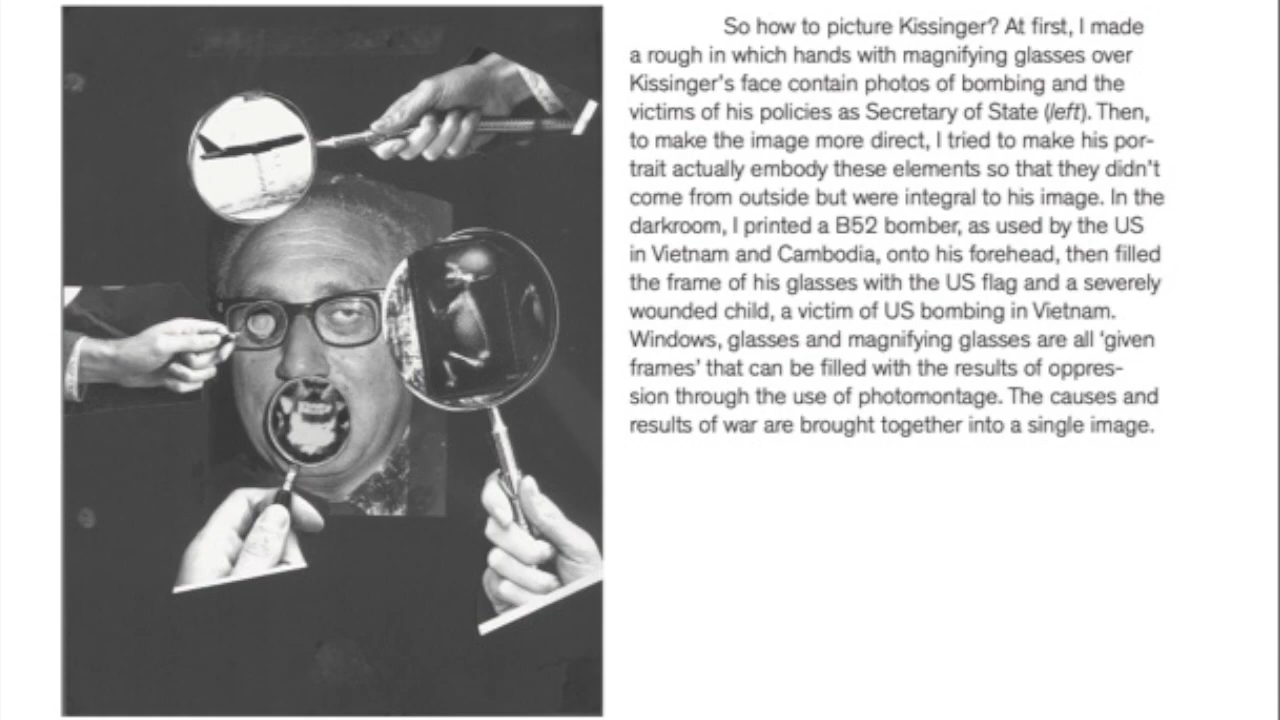 So how to picture Kissinger? At first, I made
a rough in which hands with magnifying glasses over
Kissinger's face contain photos of bombing and the
victims of his policies as Secretary of State (left). Then,
to make the image more direct, I tried to make his por-
trait actually embody these elements so that they didn't
come from outside but were integral to his image. In the
darkroom, I printed a B52 bomber, as used by the US
in Vietnam and Cambodia, onto his forehead, then filled
the frame of his glasses with the US flag and a severely
wounded child, a victim of US bombing in Vietnam.
Windows, glasses and magnifying glasses are all 'given
frames' that can be filled with the results of oppres-
sion through the use of photomontage. The causes and
results of war are brought together into a single image.